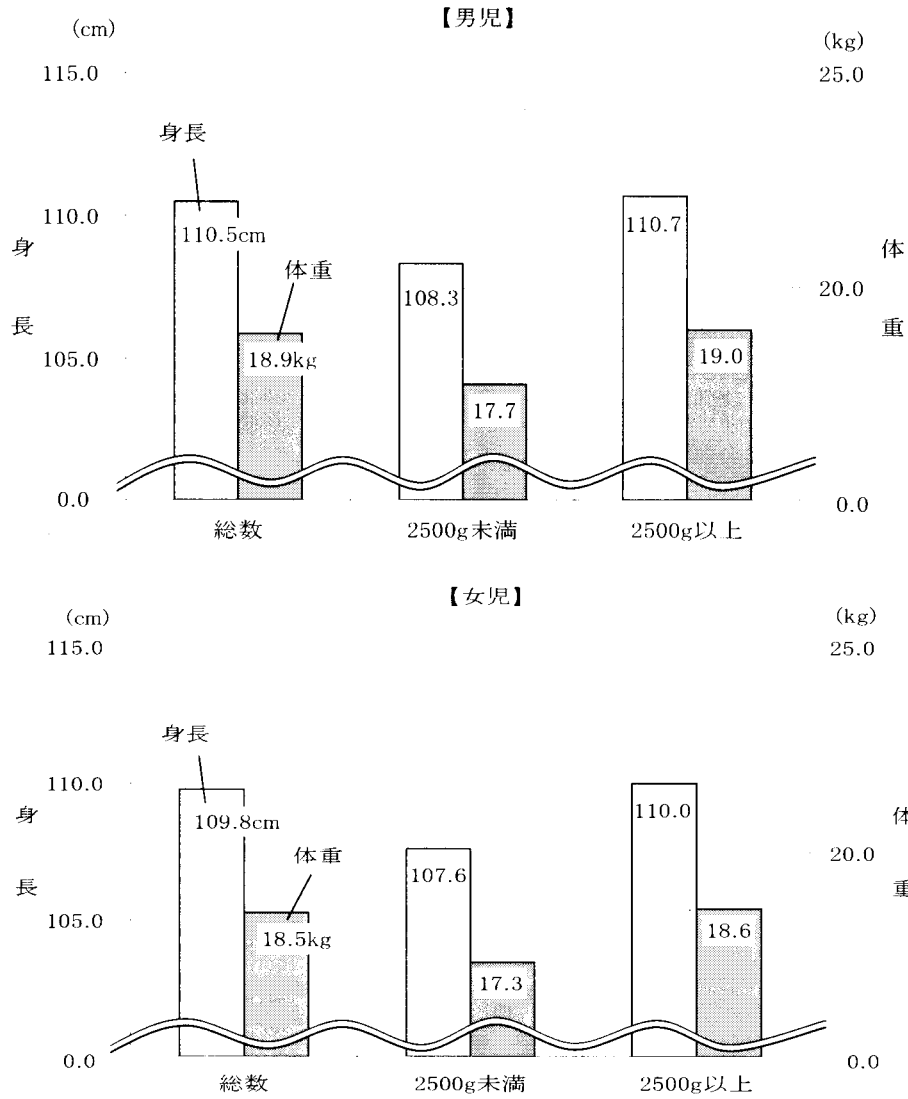 【男児】
(cm)
(kg)
115.0
25.0
身長
110.0
110.5cm
体重
108.3
110.7
身長
体重
20.0
105.0
18.9kg
17.7
19.0
0.0
0.0
総数
2500g未満
2500g以上
【女児】
(cm)
(kg)
115.0
25.0
身長
110.0
109.8cm
体重
107.6
110.0
身長
体重
20.0
105.0
18.5kg
17.3
18.6
0.0
0.0
総数
2500g未満
2500g以上